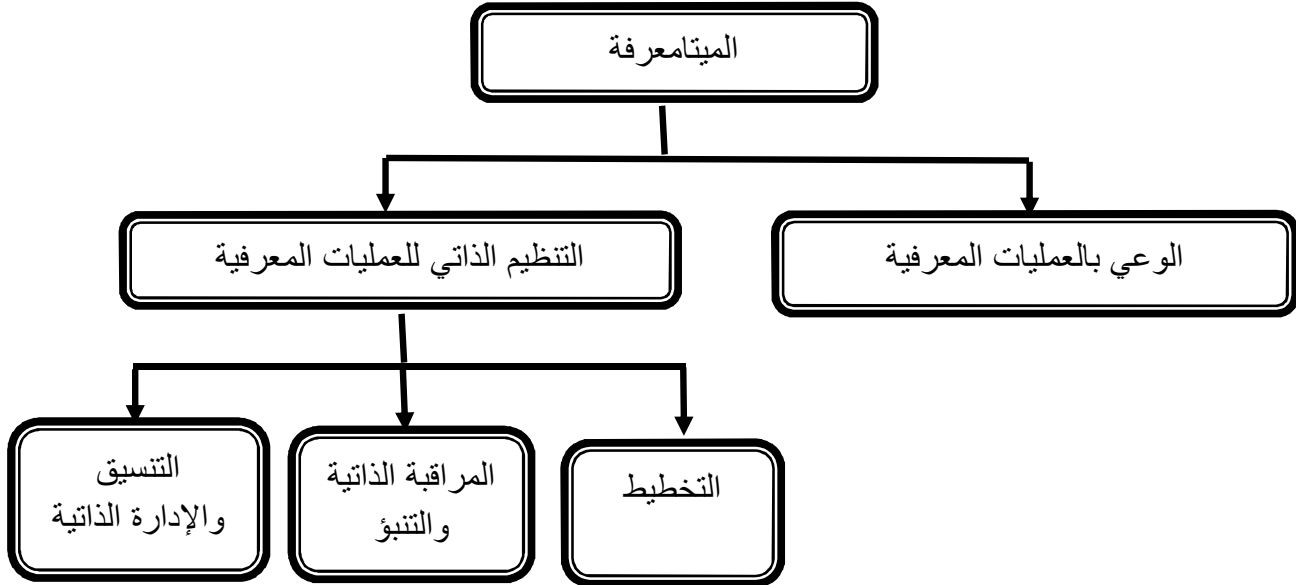 الميتامعرفة
الوعي بالعمليات المعرفية
التنظيم الذاتي للعمليات المعرفية
التخطيط
المراقبة الذاتية
والتنبؤ
التنسيق
والإدارة الذاتية